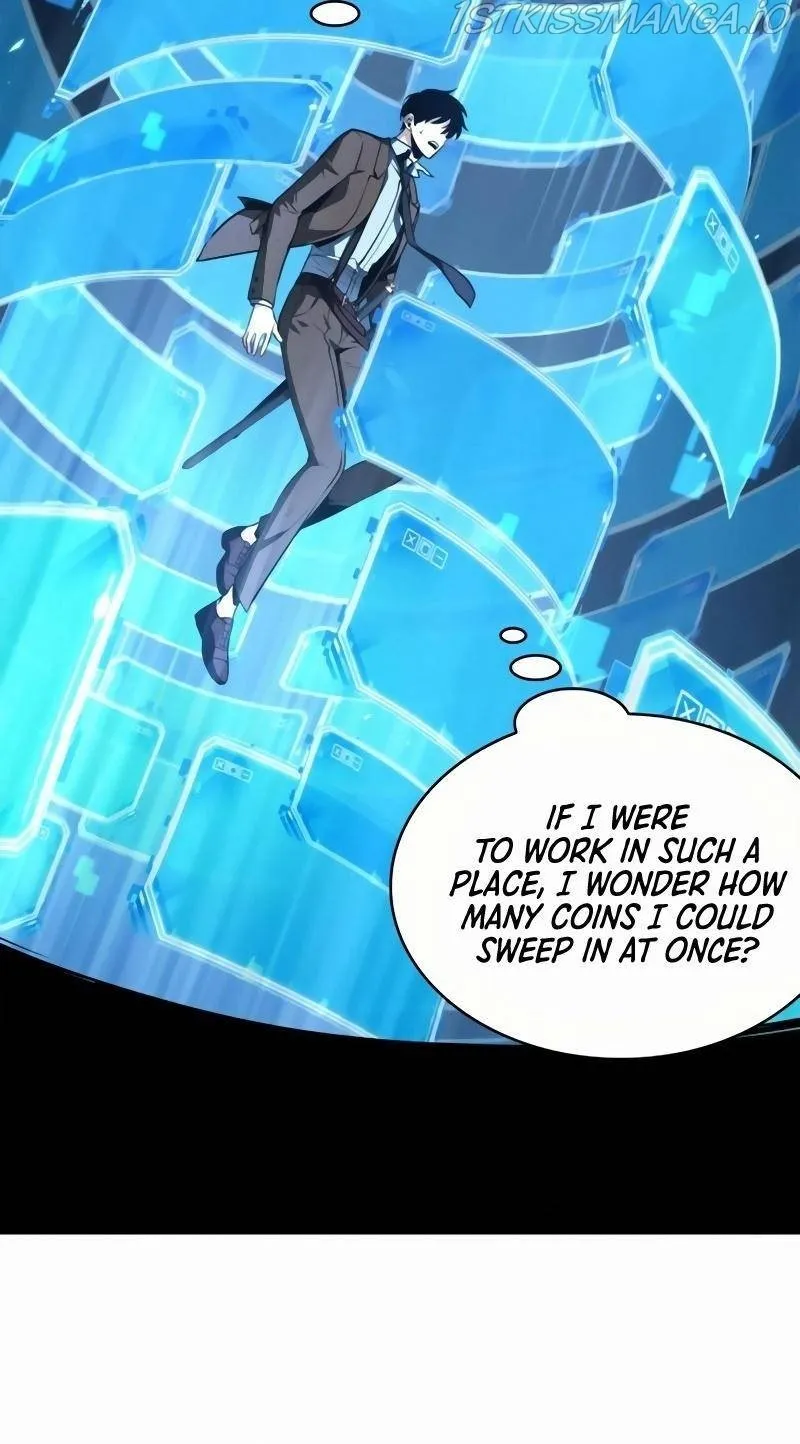 1STKISSMANGA.IO
IF I WERE
TO WORK IN SUCH A
PLACE, I WONDER HOW
MANY COINS I COULD
SWEEP IN AT ONCE?